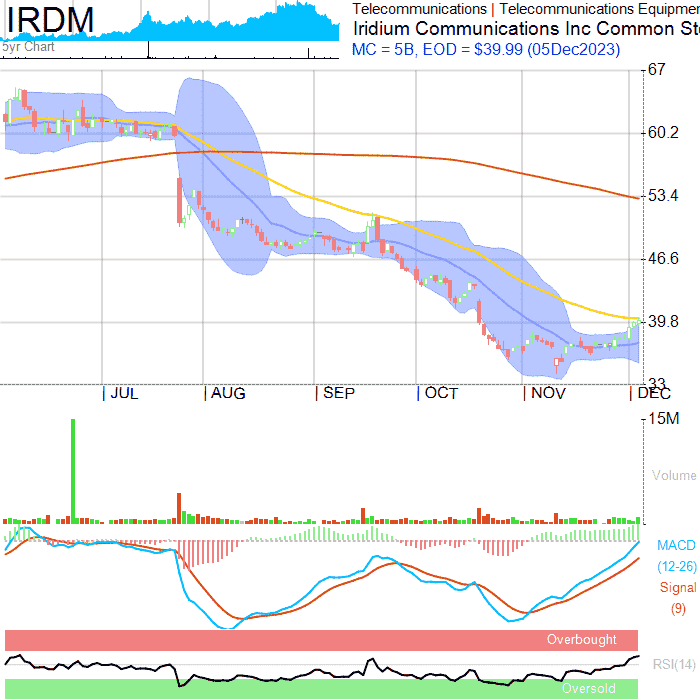 IRDM
5yr Chart
Telecommunications | Telecommunications Equipmen
Iridium Communications Inc Common Sto
MC = 5B, EOD = $39.99 (05Dec2023)
67
60.2
53.4
46.6
39.8
33
JUL
AUG
SEP
OCT
NOV
DEC
15M
Volume
MACD
(12-26)
Signal
(9)
Overbought
RSI(14)
Oversold